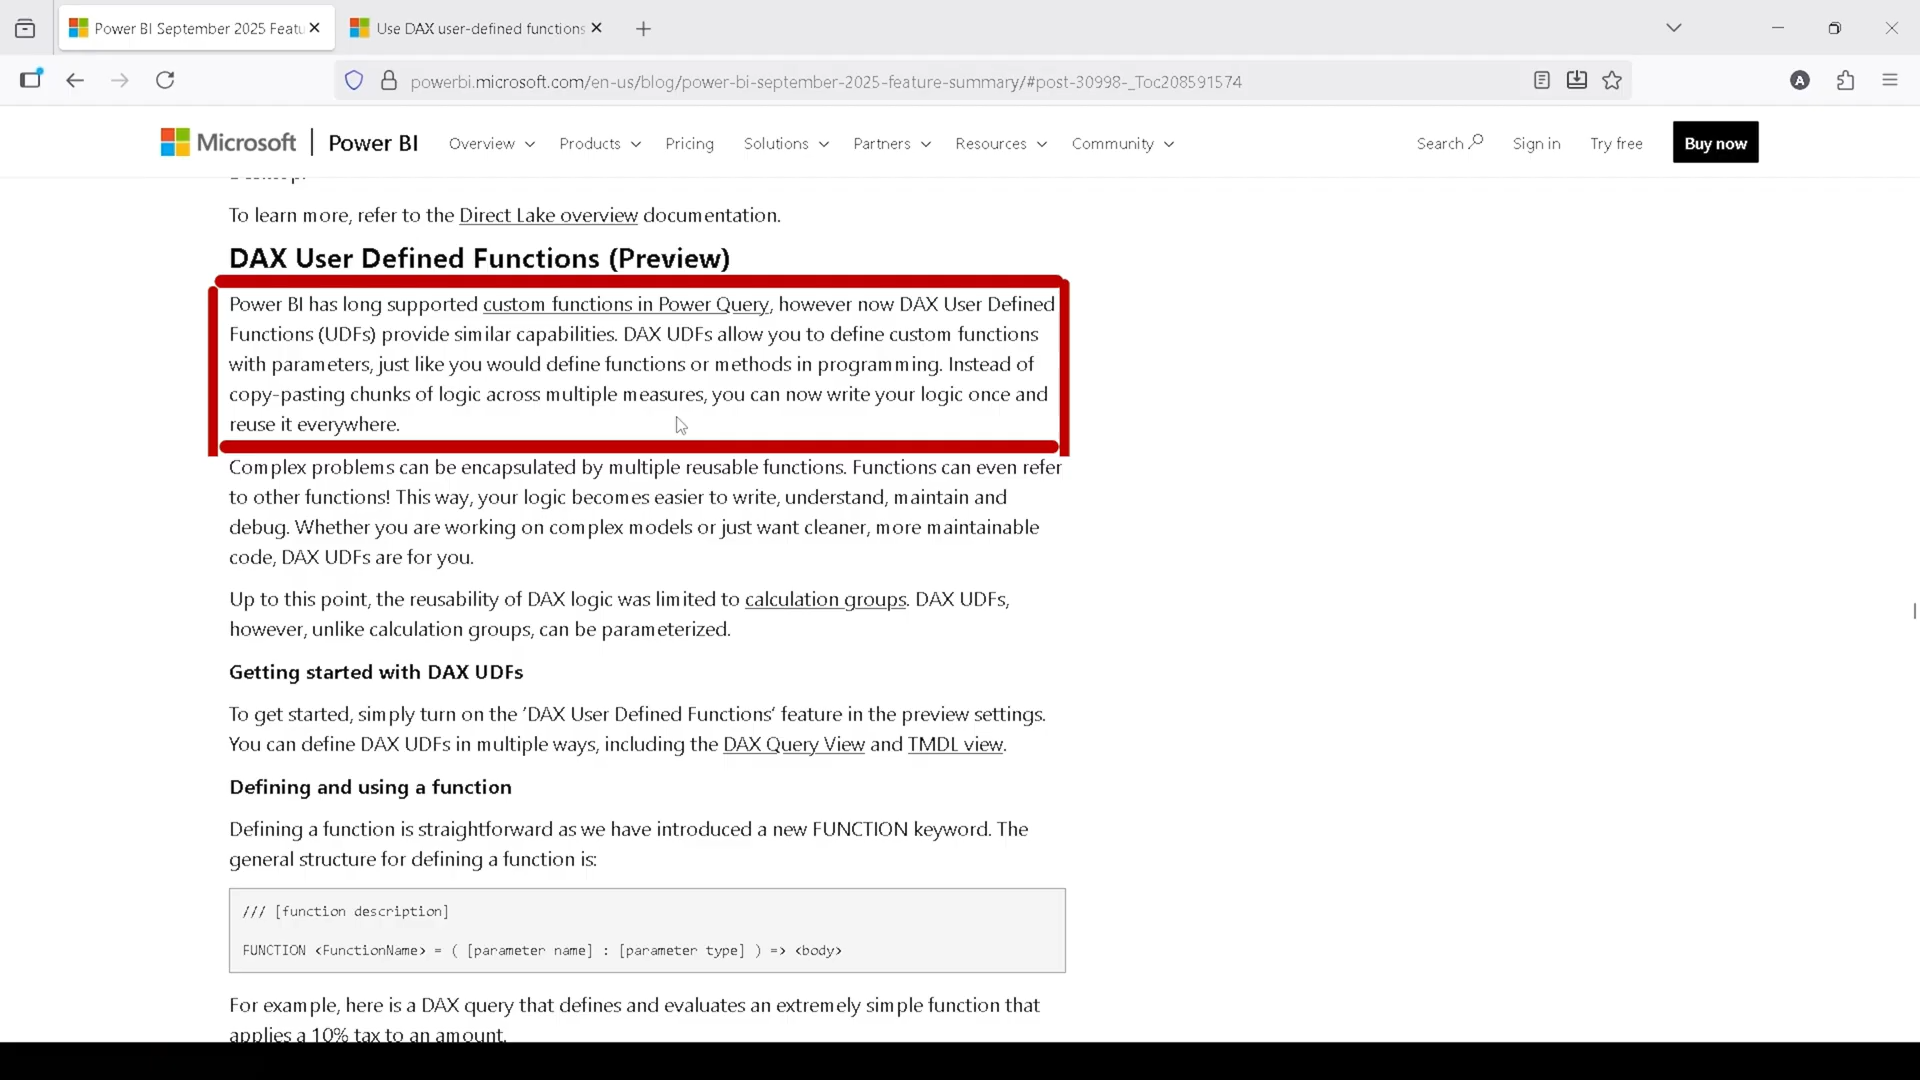 Power BI September 2025 Featu
Use DAX user-defined functions
powerbi.microsoft.com/en-us/blog/power-bi-september-2025-feature-summary/#post-30998-_Toc208591574
A
Microsoft | Power BI
Overview
Products
Pricing
Solutions
Partners
Resources
Community
Search
Sign in
Try free
Buy now
To learn more, refer to the Direct Lake overview documentation.
DAX User Defined Functions (Preview)
Power BI has long supported custom functions in Power Query, however now DAX User Defined
Functions (UDFs) provide similar capabilities. DAX UDFs allow you to define custom functions
with parameters, just like you would define functions or methods in programming. Instead of
copy-pasting chunks of logic across multiple measures, you can now write your logic once and
reuse it everywhere.
Complex problems can be encapsulated by multiple reusable functions. Functions can even refer
to other functions! This way, your logic becomes easier to write, understand, maintain and
debug. Whether you are working on complex models or just want cleaner, more maintainable
code, DAX UDFs are for you.
Up to this point, the reusability of DAX logic was limited to calculation groups. DAX UDFs,
however, unlike calculation groups, can be parameterized.
Getting started with DAX UDFs
To get started, simply turn on the ‘DAX User Defined Functions’ feature in the preview settings.
You can define DAX UDFs in multiple ways, including the DAX Query View and TMDL view.
Defining and using a function
Defining a function is straightforward as we have introduced a new FUNCTION keyword. The
general structure for defining a function is:
/// [function description]
FUNCTION <FunctionName> = ( [parameter name] : [parameter type] ) => <body>
For example, here is a DAX query that defines and evaluates an extremely simple function that
applies a 10% tax to an amount.